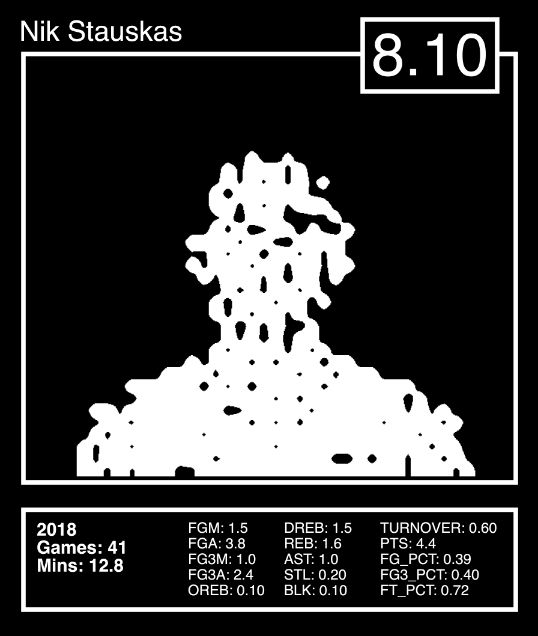 Nik Stauskas
8.10
2018
Games: 41
Mins: 12.8
FGM: 1.5
FGA: 3.8
FG3M: 1.0
FG3A: 2.4
OREB: 0.10
DREB: 1.5
REB: 1.6
AST: 1.0
STL: 0.20
BLK: 0.10
TURNOVER: 0.60
PTS: 4.4
FG_PCT: 0.39
FG3_PCT: 0.40
FT_PCT: 0.72